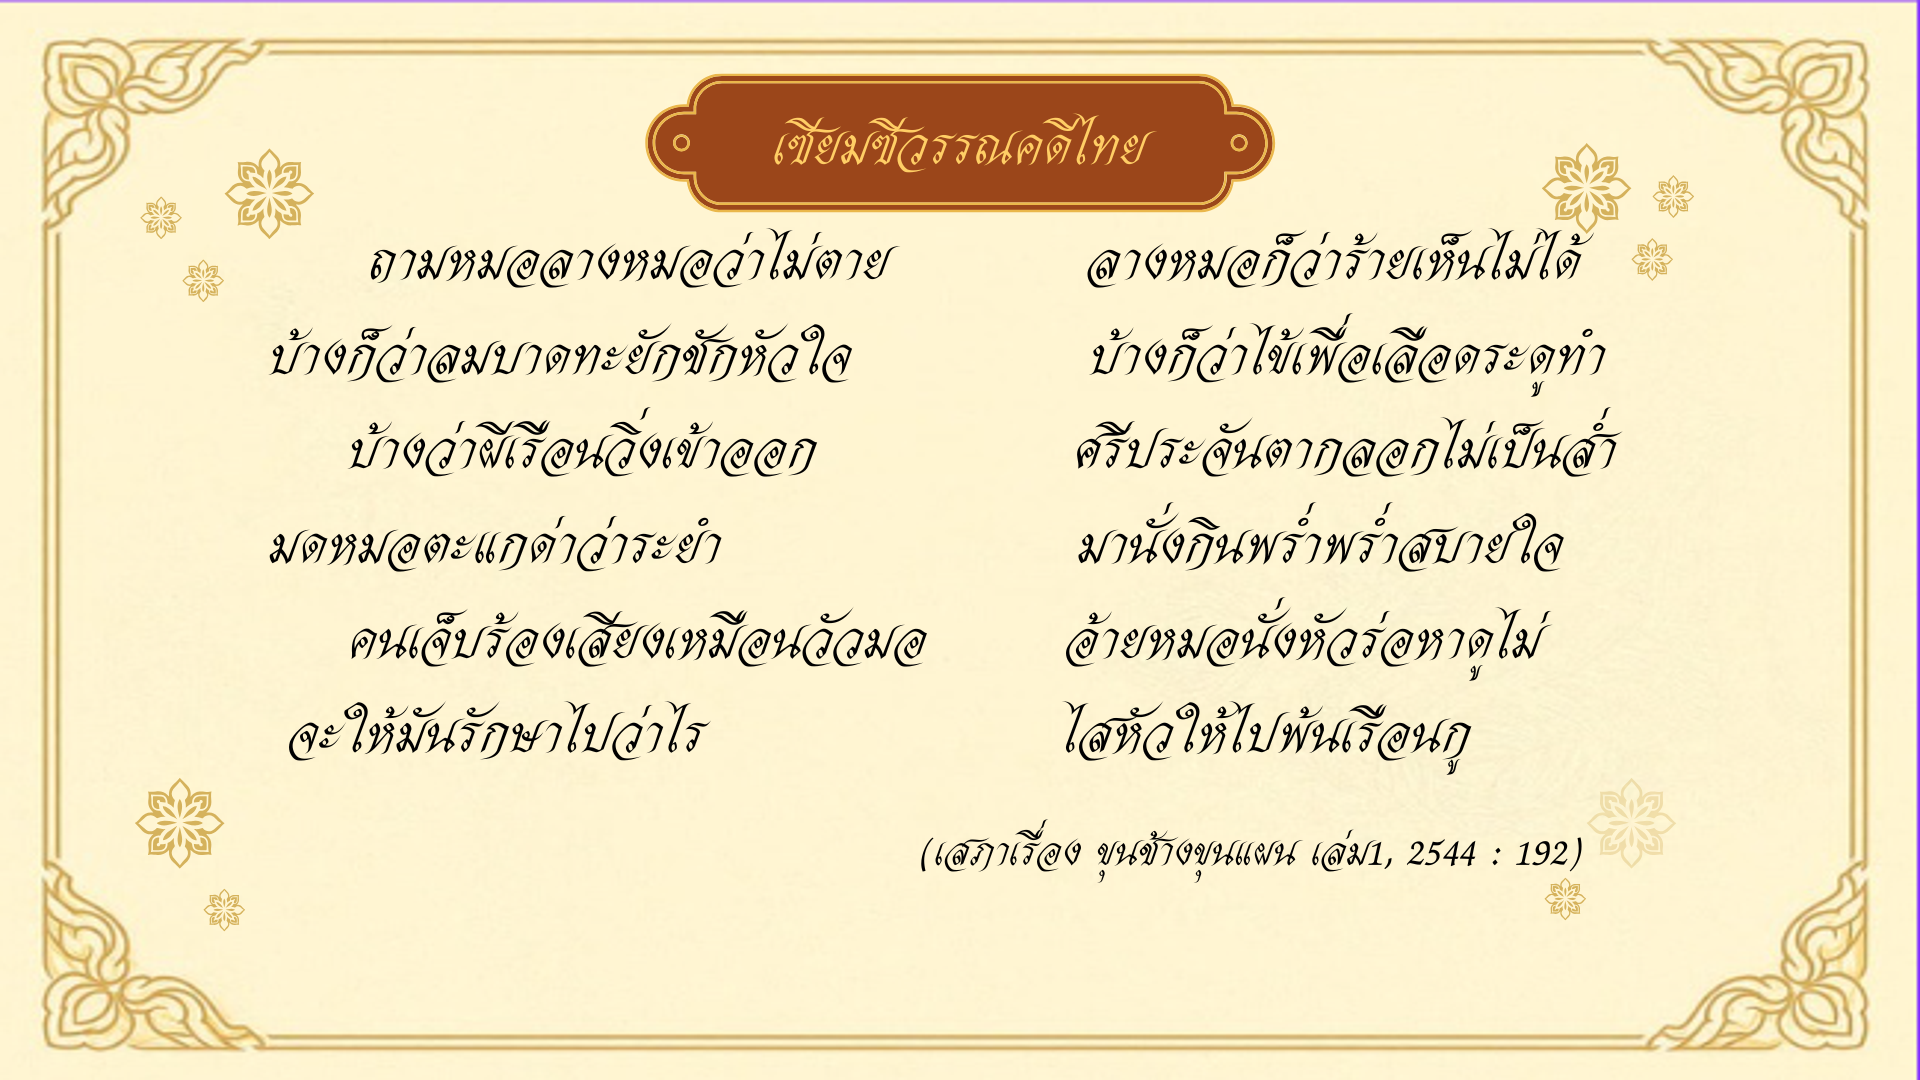 เซียมซีวรรณคดีไทย
ถามหมอลางหมอว่าไม่ตาย ลางหมอก็ว่าร้ายเห็นไม่ได้
บ้างก็ว่าลมบาดทะยักชักหัวใจ บ้างก็ว่าไข้เพื่อเลือดระดูทำ
บ้างว่าผีเรือนวิ่งเข้าออก ศรีประจันตากลอกไม่เป็นส่ำ
มดหมอตะแกด่าว่าระยำ มานั่งกินพร่ำพร่ำสบายใจ
คนเจ็บร้องเสียงเหมือนวัวมอ อ้ายหมอนั่งหัวร่อหาดูไม่
จะให้มันรักษาไปว่าไร ไสหัวให้ไปพ้นเรือนกู
(เสภาเรื่อง ขุนช้างขุนแผน เล่ม1, 2544 : 192)